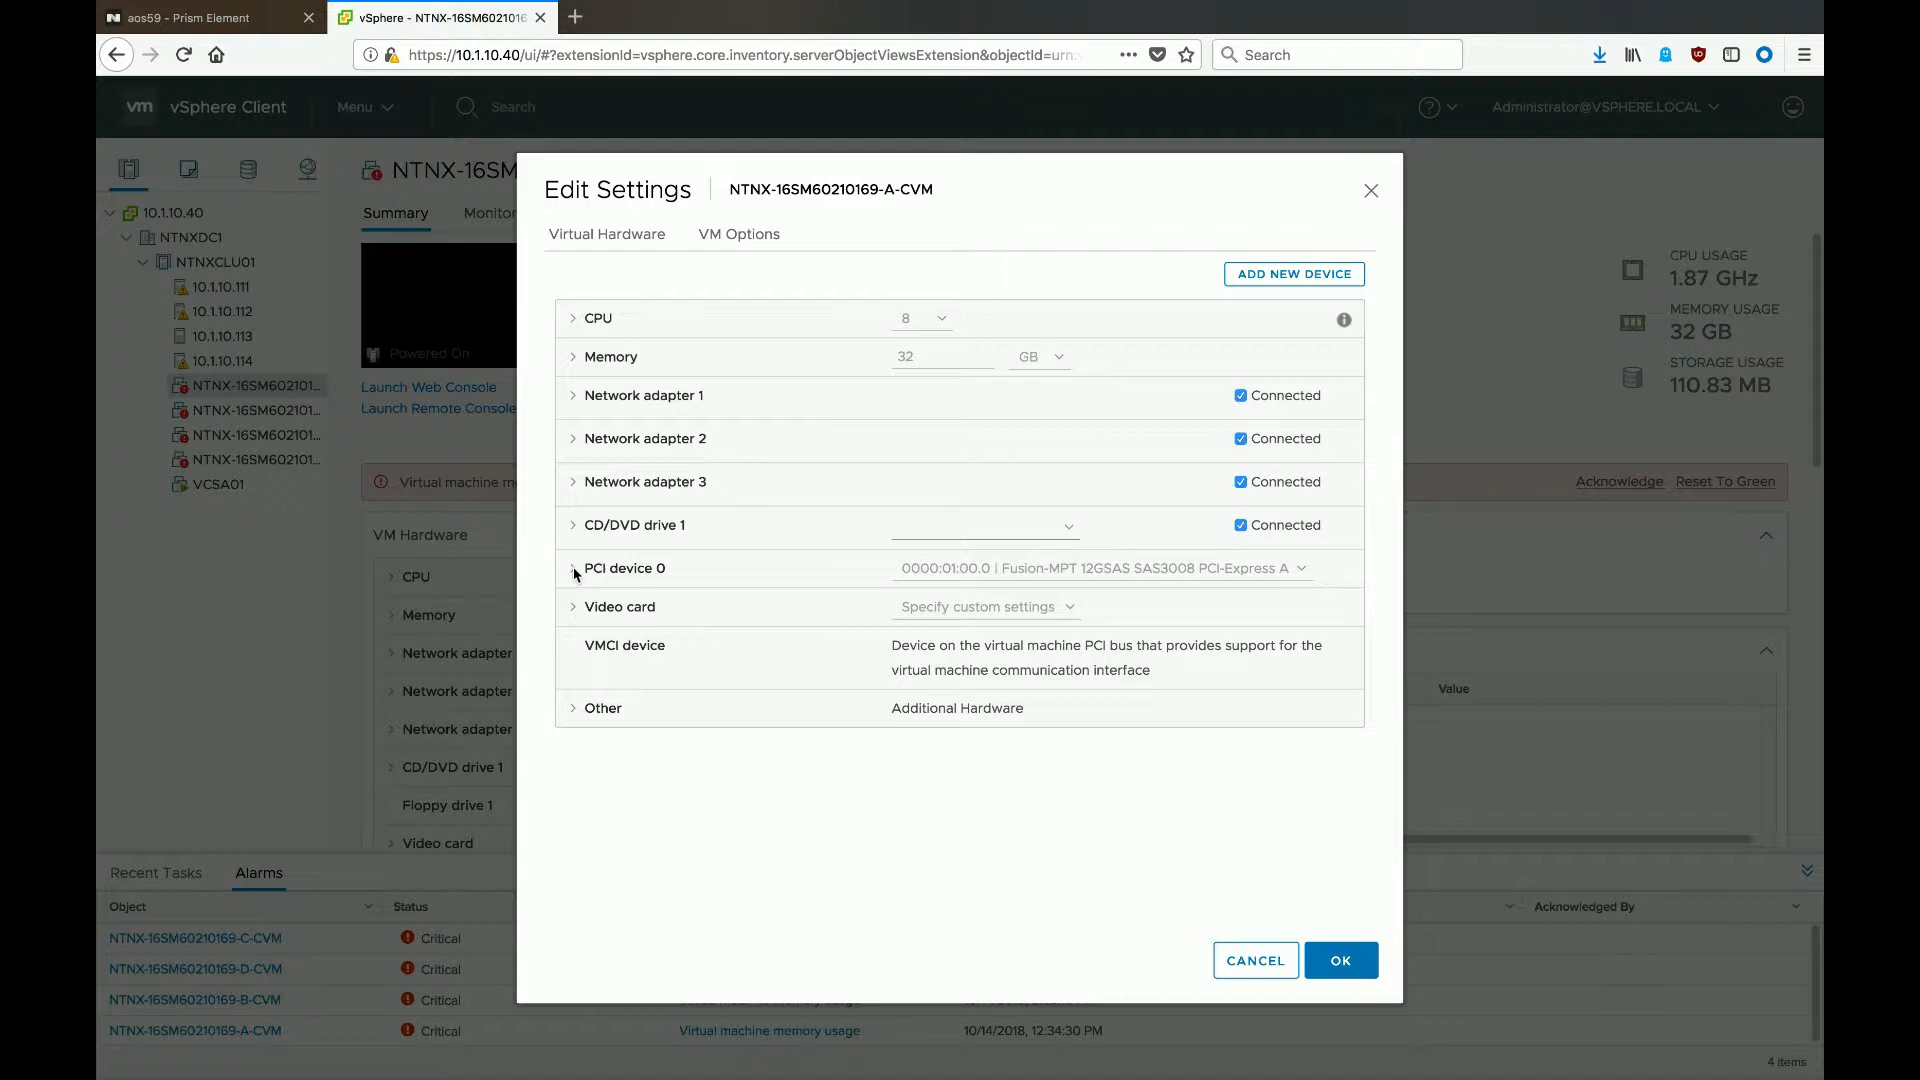 aos59 - Prism Element
vSphere - NTNX-16SM6021016
https://10.1.10.40/ui/#?extensionId=vsphere.core.inventory.serverObjectViewsExtension&objectId=urn:
Search
vm vSphere Client
Menu
Search
Administrator@VSPHERE.LOCAL
10.1.10.40
NTNXDC1
NTNXCLU01
10.1.10.111
10.1.10.112
10.1.10.113
10.1.10.114
NTNX-16SM602101...
NTNX-16SM602101...
NTNX-16SM602101...
NTNX-16SM602101...
VCSA01
NTNX-16SM
Summary
Monitor
Powered On
Launch Web Console
Launch Remote Console
Virtual machine m
Acknowledge
Reset To Green
VM Hardware
CPU
Memory
Network adapter
Network adapter
Network adapter
CD/DVD drive 1
Floppy drive 1
Video card
CPU USAGE
1.87 GHz
MEMORY USAGE
32 GB
STORAGE USAGE
110.83 MB
Value
Edit Settings
NTNX-16SM60210169-A-CVM
Virtual Hardware
VM Options
ADD NEW DEVICE
CPU
8
Memory
32
GB
Network adapter 1
Connected
Network adapter 2
Connected
Network adapter 3
Connected
CD/DVD drive 1
Connected
PCI device 0
0000:01:00.0 | Fusion-MPT 12GSAS SAS3008 PCI-Express A
Video card
Specify custom settings
VMCI device
Device on the virtual machine PCI bus that provides support for the
virtual machine communication interface
Other
Additional Hardware
CANCEL
OK
Recent Tasks
Alarms
Object
Status
Acknowledged By
NTNX-16SM60210169-C-CVM
Critical
NTNX-16SM60210169-D-CVM
Critical
NTNX-16SM60210169-B-CVM
Critical
NTNX-16SM60210169-A-CVM
Critical
Virtual machine memory usage
10/14/2018, 12:34:30 PM
4 items